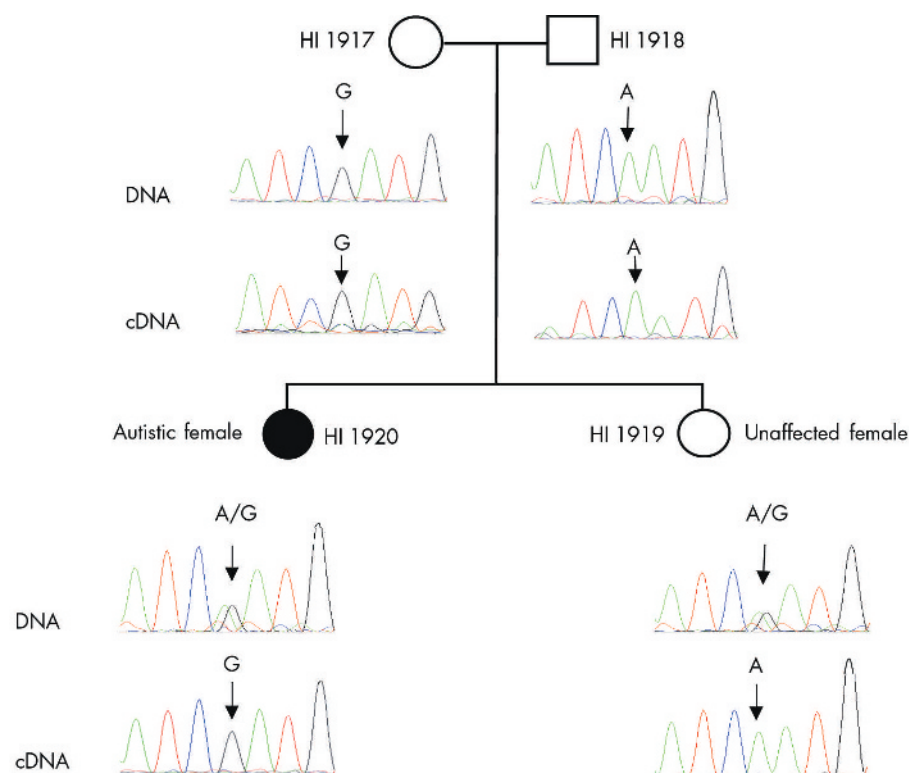 HI 1917
HI 1918
G
A
DNA
G
A
cDNA
Autistic female
HI 1920
HI 1919
Unaffected female
A/G
A/G
DNA
G
A
cDNA